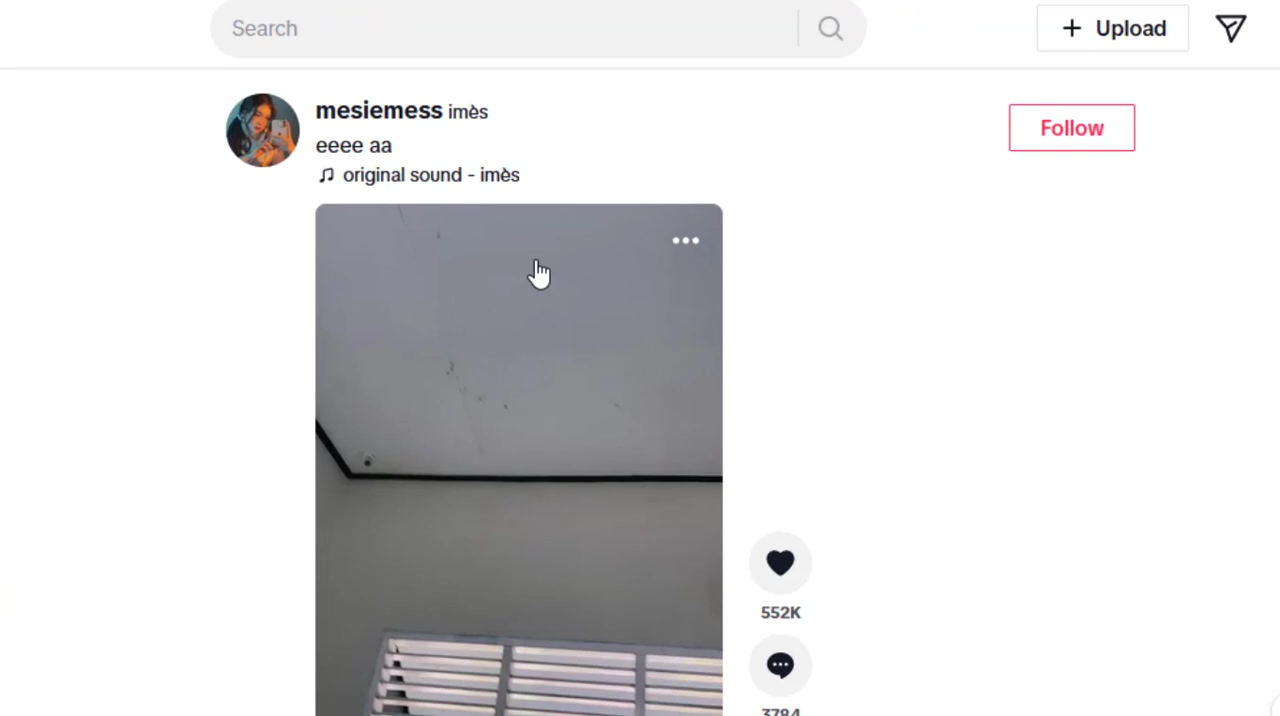 Search
Upload
mesiemess imès
eeee aa
original sound - imès
Follow
552K
3784